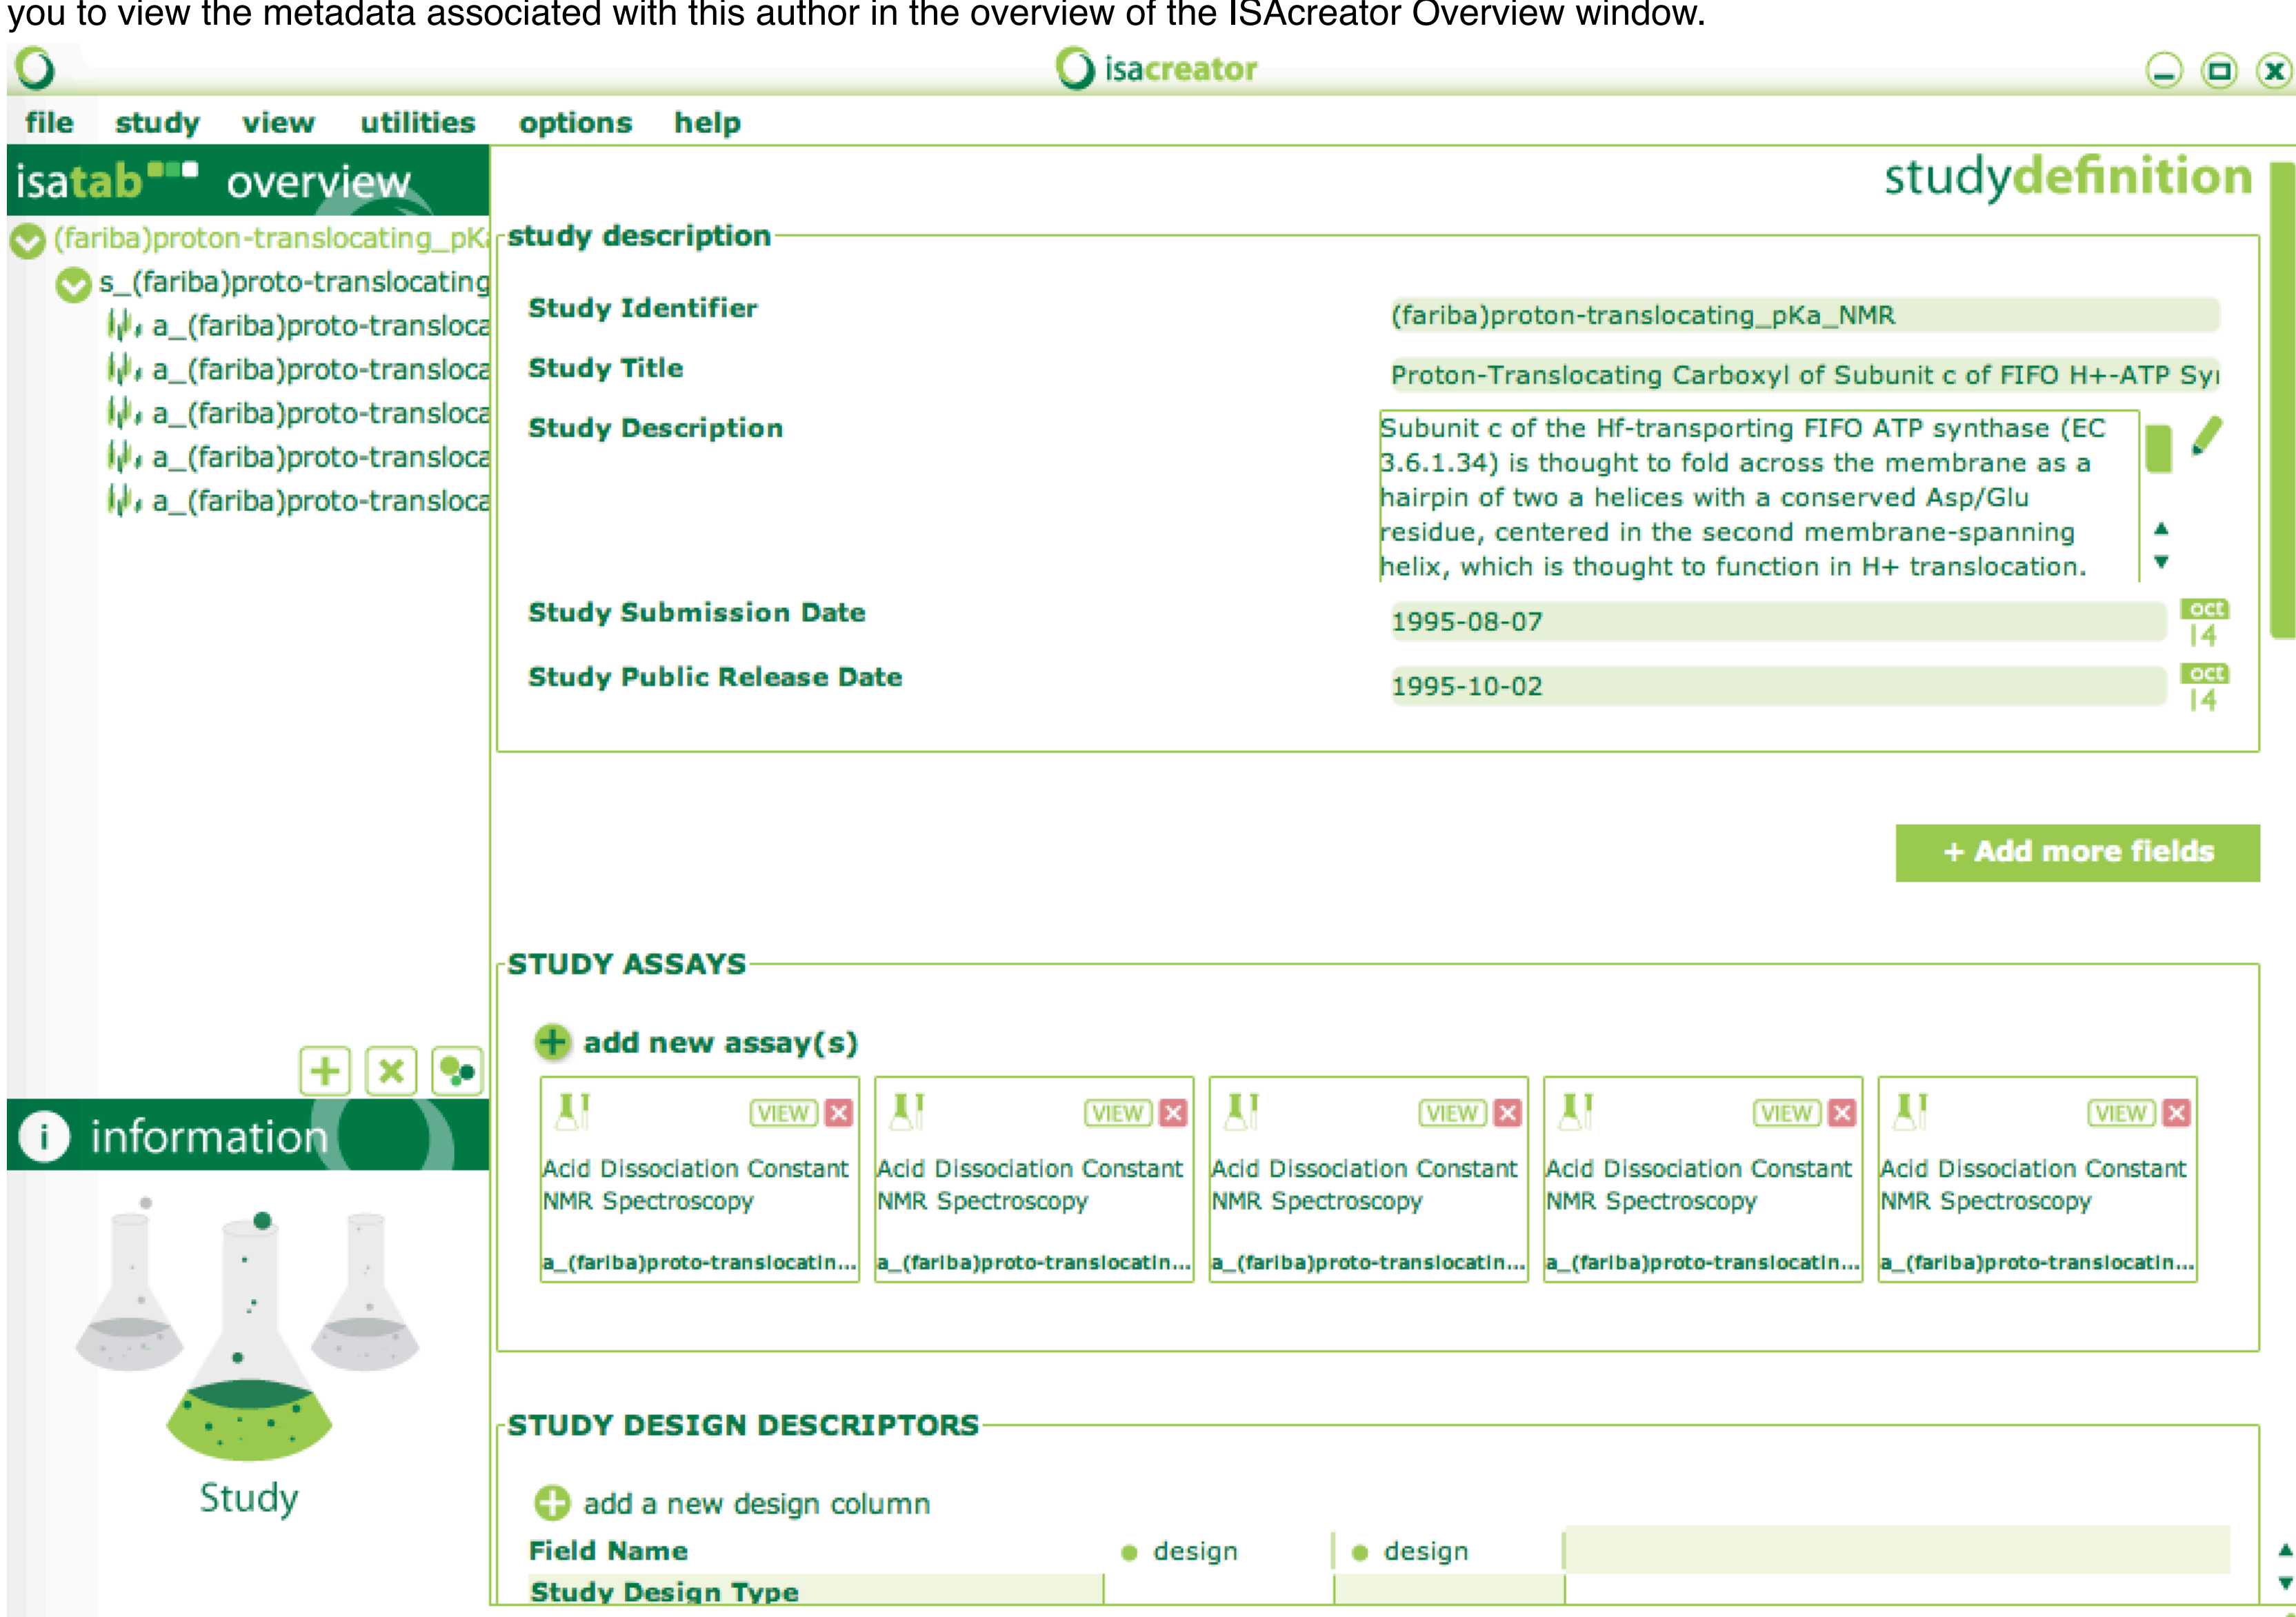 you to view the metadata associated with this author in the overview of the ISAcreator Overview window.
isacreator
file study view utilities options help
isatab overview
(fariba)proton-translocating_pKa
s_(fariba)proto-translocating
a_(fariba)proto-transloca
a_(fariba)proto-transloca
a_(fariba)proto-transloca
a_(fariba)proto-transloca
a_(fariba)proto-transloca
i information
Study
studydefinition
study description
Study Identifier
(fariba)proton-translocating_pKa_NMR
Study Title
Proton-Translocating Carboxyl of Subunit c of FIFO H+-ATP Syn
Study Description
Subunit c of the Hf-transporting FIFO ATP synthase (EC
3.6.1.34) is thought to fold across the membrane as a
hairpin of two a helices with a conserved Asp/Glu
residue, centered in the second membrane-spanning
helix, which is thought to function in H+ translocation.
Study Submission Date
1995-08-07
oct
14
Study Public Release Date
1995-10-02
oct
14
+ Add more fields
STUDY ASSAYS
add new assay(s)
VIEW
Acid Dissociation Constant
NMR Spectroscopy
a_(fariba)proto-translocatin...
VIEW
Acid Dissociation Constant
NMR Spectroscopy
a_(fariba)proto-translocatin...
VIEW
Acid Dissociation Constant
NMR Spectroscopy
a_(fariba)proto-translocatin...
VIEW
Acid Dissociation Constant
NMR Spectroscopy
a_(fariba)proto-translocatin...
VIEW
Acid Dissociation Constant
NMR Spectroscopy
a_(fariba)proto-translocatin...
STUDY DESIGN DESCRIPTORS
add a new design column
Field Name design design
Study Design Type